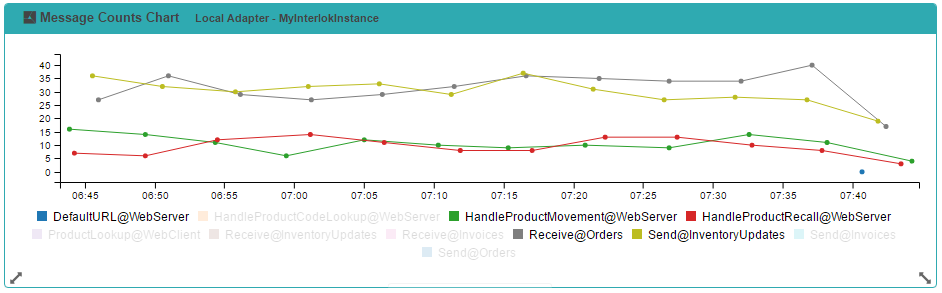 Message Counts Chart Local Adapter - MyInterlokInstance
40
35
30
25
20
15
10
5
0
06:45 06:50 06:55 07:00 07:05 07:10 07:15 07:20 07:25 07:30 07:35 07:40
DefaultURL@WebServer HandleProductCodeLookup@WebServer HandleProductMovement@WebServer HandleProductRecall@WebServer
ProductLookup@WebClient Receive@InventoryUpdates Receive@Invoices Receive@Orders Send@InventoryUpdates Send@Invoices
Send@Orders